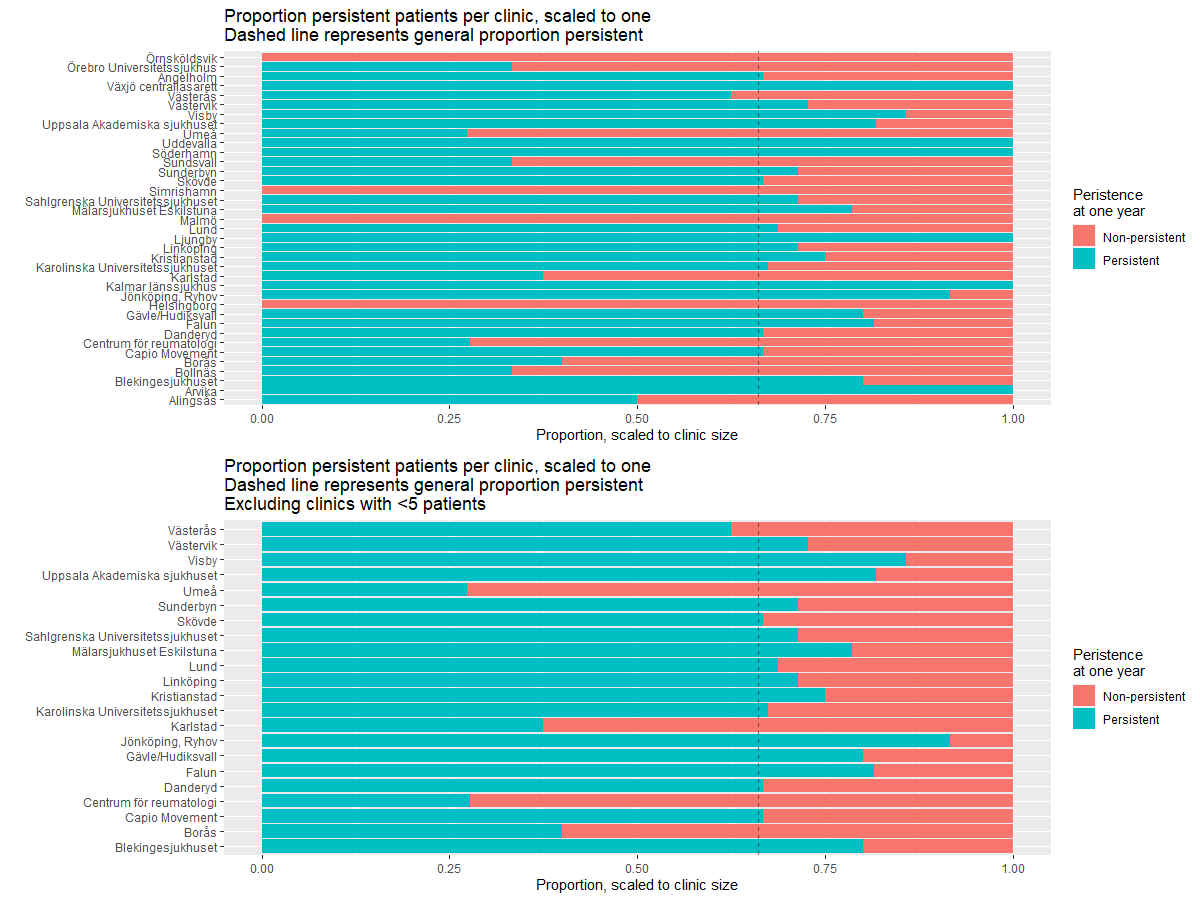 Proportion persistent patients per clinic, scaled to one
Dashed line represents general proportion persistent
Örnsköldsvik
Örebro Universitetssjukhus
Ängelholm
Växjö centrallasarett
Västerås
Västervik
Visby
Uppsala Akademiska sjukhuset
Umeå
Uddevalla
Söderhamn
Sundsvall
Sunderbyn
Skövde
Simrishamn
Sahlgrenska Universitetssjukhuset
Mälarsjukhuset Eskilstuna
Malmö
Lund
Ljungby
Linköping
Kristianstad
Karolinska Universitetssjukhuset
Karlstad
Kalmar länssjukhus
Jönköping, Ryhov
Helsingborg
Gävle/Hudiksvall
Falun
Danderyd
Centrum för reumatologi
Capio Movement
Borås
Bollnäs
Blekingesjukhuset
Arvika
Alingsås
0.00 0.25 0.50 0.75 1.00
Proportion, scaled to clinic size
Peristence
at one year
Non-persistent
Persistent
Proportion persistent patients per clinic, scaled to one
Dashed line represents general proportion persistent
Excluding clinics with <5 patients
Västerås
Västervik
Visby
Uppsala Akademiska sjukhuset
Umeå
Sunderbyn
Skövde
Sahlgrenska Universitetssjukhuset
Mälarsjukhuset Eskilstuna
Lund
Linköping
Kristianstad
Karolinska Universitetssjukhuset
Karlstad
Jönköping, Ryhov
Gävle/Hudiksvall
Falun
Danderyd
Centrum för reumatologi
Capio Movement
Borås
Blekingesjukhuset
0.00 0.25 0.50 0.75 1.00
Proportion, scaled to clinic size
Peristence
at one year
Non-persistent
Persistent